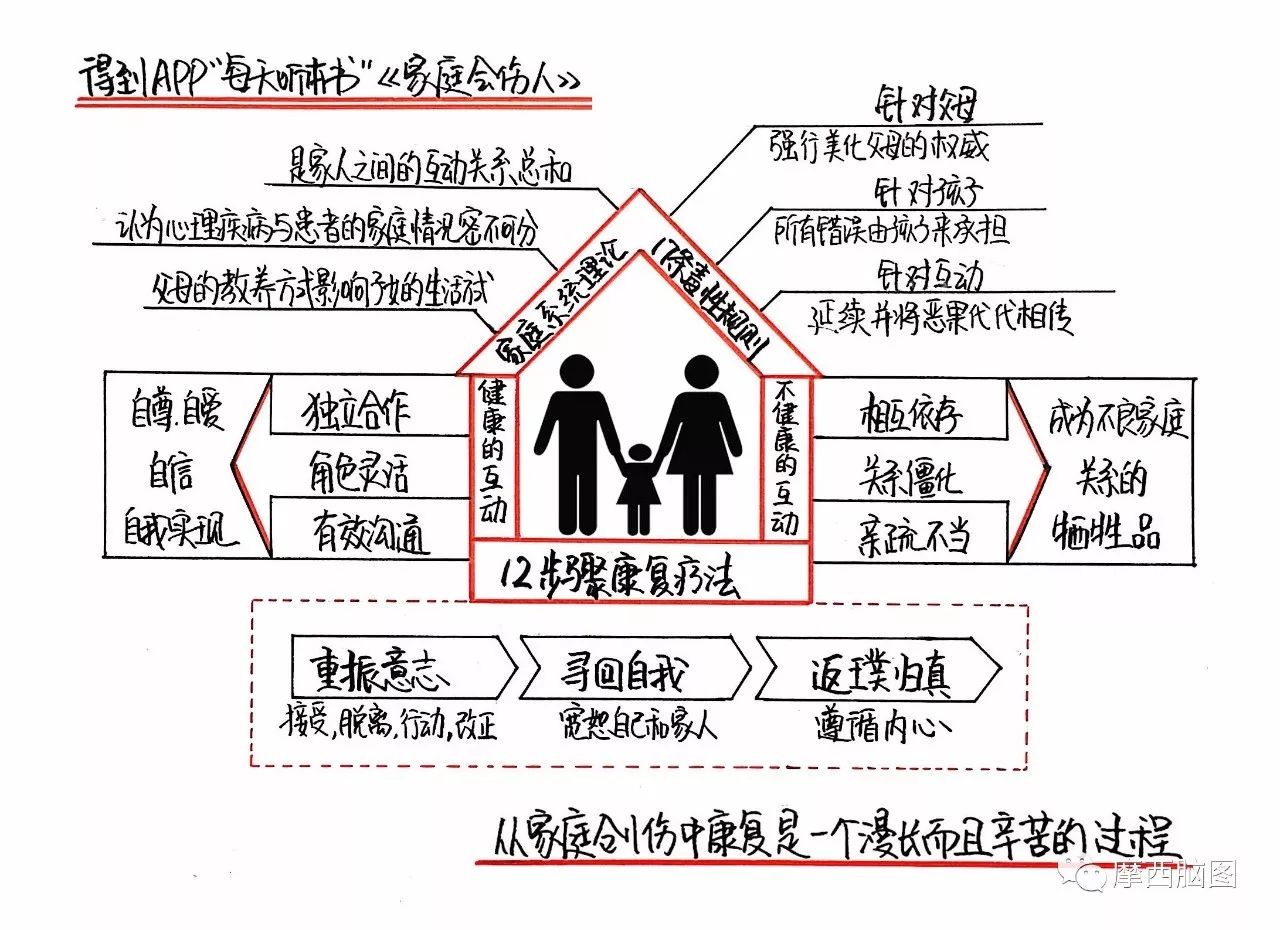 得到APP"每天听本书"《家庭会伤人》
是家人之间的互动关系总和
认为心理疾病与患者的家庭情况密不可分
父母的教养方式影响子女的生活
家庭系统理论
17条毒性规则
针对父母
强行美化父母的权威
针对孩子
所有错误由孩子来承担
针对互动
延续并将恶果代代相传
自尊.自爱
自信
自我实现
独立合作
角色灵活
有效沟通
健康的互动
不健康的互动
相互依存
关系僵化
亲疏不当
成为不良家庭
关系的
牺牲品
12步骤康复疗法
重振意志
接受,脱离,行动,改正
寻回自我
宽恕自己和家人
返璞归真
遵循内心
从家庭创伤中康复是一个漫长而且辛苦的过程
摩西脑图